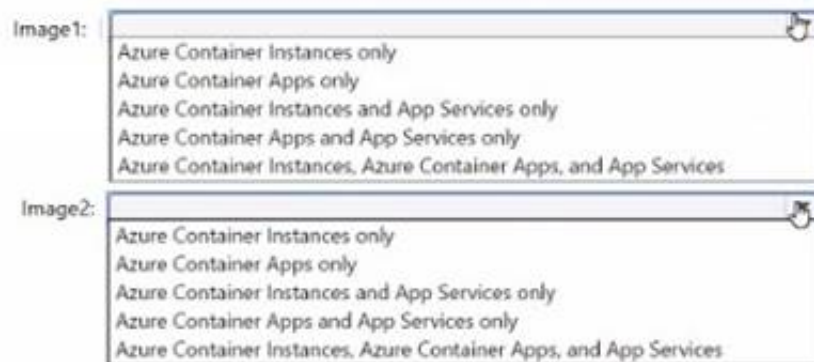 Image1:
Azure Container Instances only
Azure Container Apps only
Azure Container Instances and App Services only
Azure Container Apps and App Services only
Azure Container Instances, Azure Container Apps, and App Services
Image2:
Azure Container Instances only
Azure Container Apps only
Azure Container Instances and App Services only
Azure Container Apps and App Services only
Azure Container Instances, Azure Container Apps, and App Services